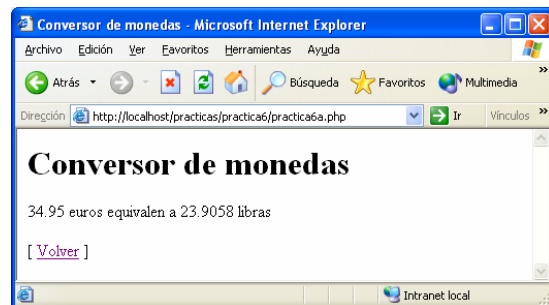 Conversor de monedas - Microsoft Internet Explorer
Archivo Edición Ver Favoritos Herramientas Ayuda
Atrás Búsqueda Favoritos Multimedia »
Dirección http://localhost/practicas/practica6/practica6a.php Ir Vínculos »
Conversor de monedas
34.95 euros equivalen a 23.9058 libras
[ Volver ]
Intranet local